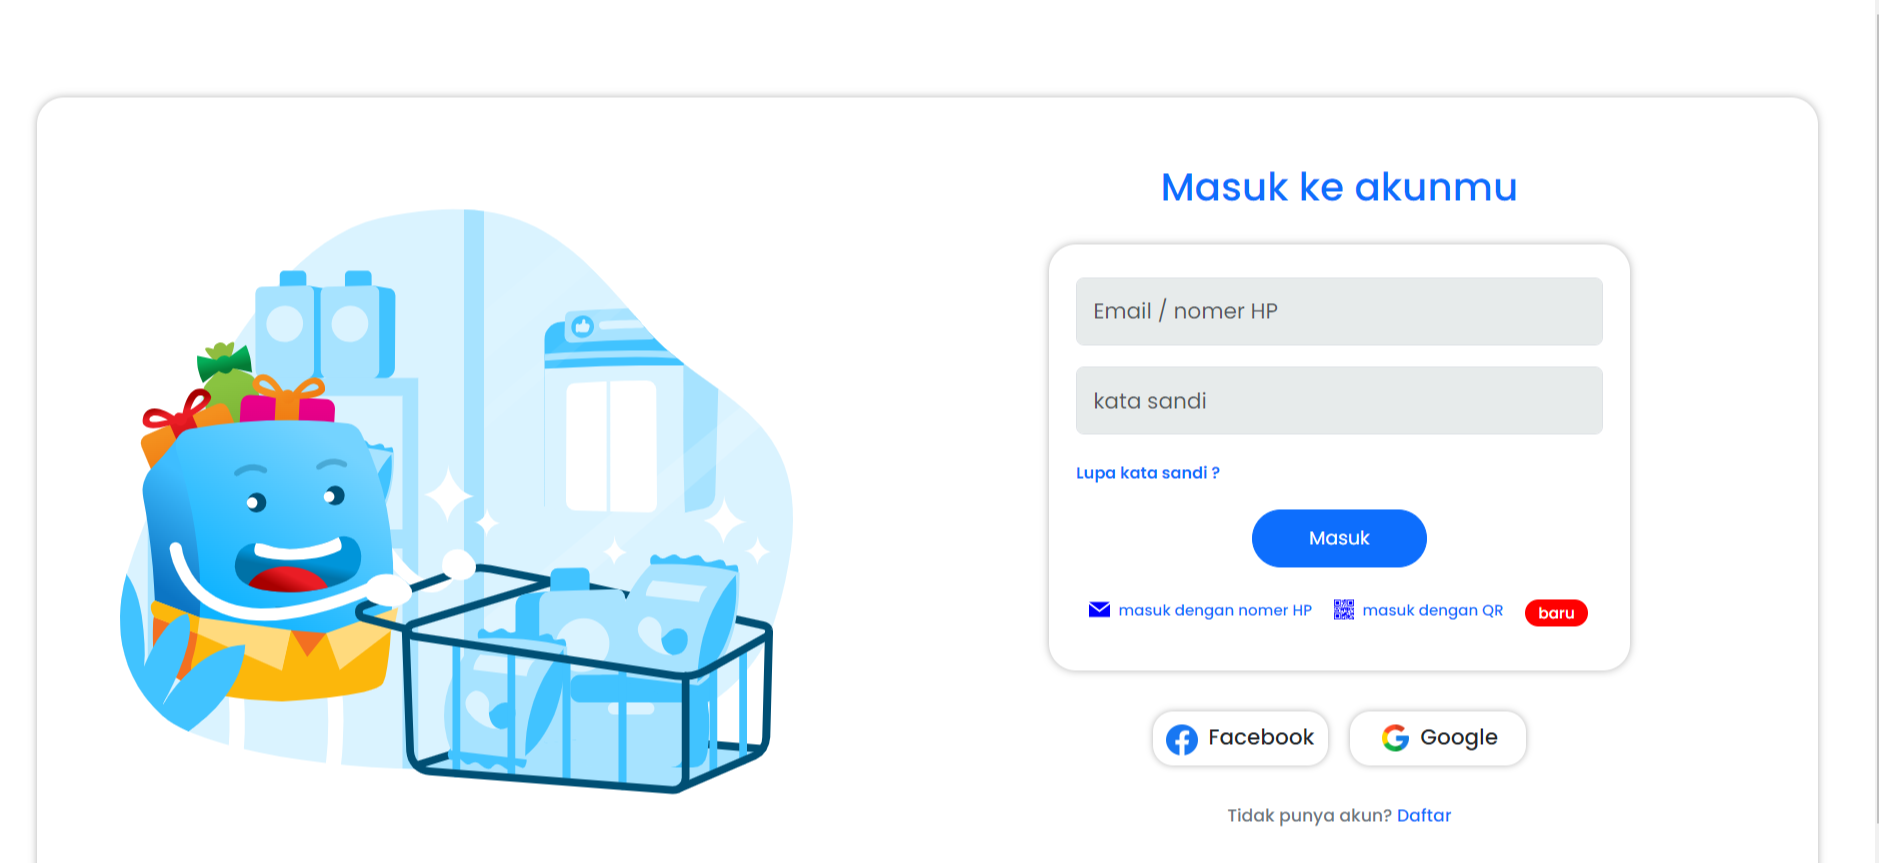 Masuk ke akunmu
Email / nomer HP
kata sandi
Lupa kata sandi ?
Masuk
masuk dengan nomer HP masuk dengan QR baru
Facebook Google
Tidak punya akun? Daftar